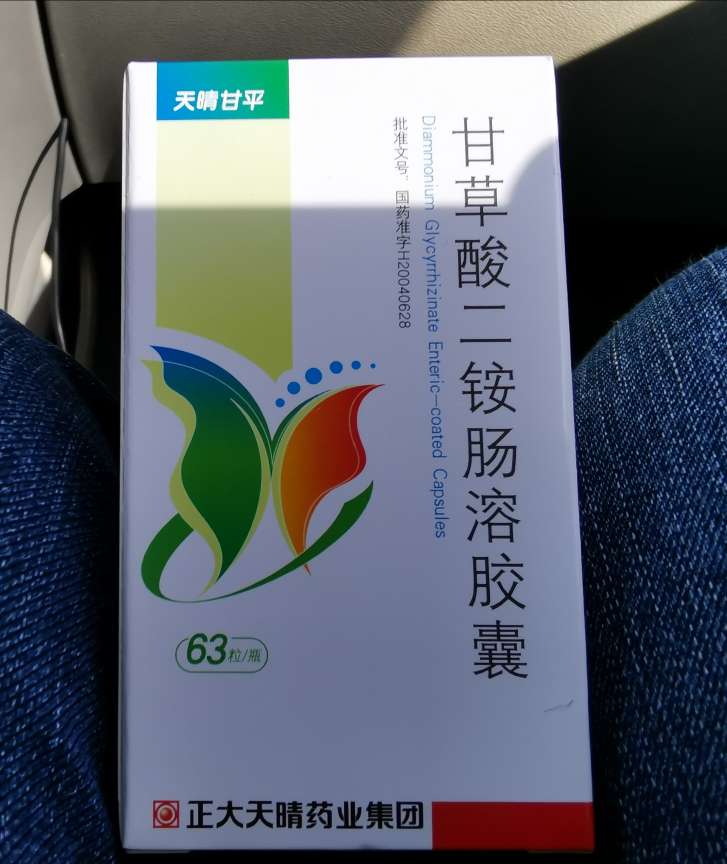 天晴甘平
甘草酸二铵肠溶胶囊
Diammonium Glycyrrhizinate Enteric-coated Capsules
批准文号：国药准字H20040628
63粒/瓶
正大天晴药业集团